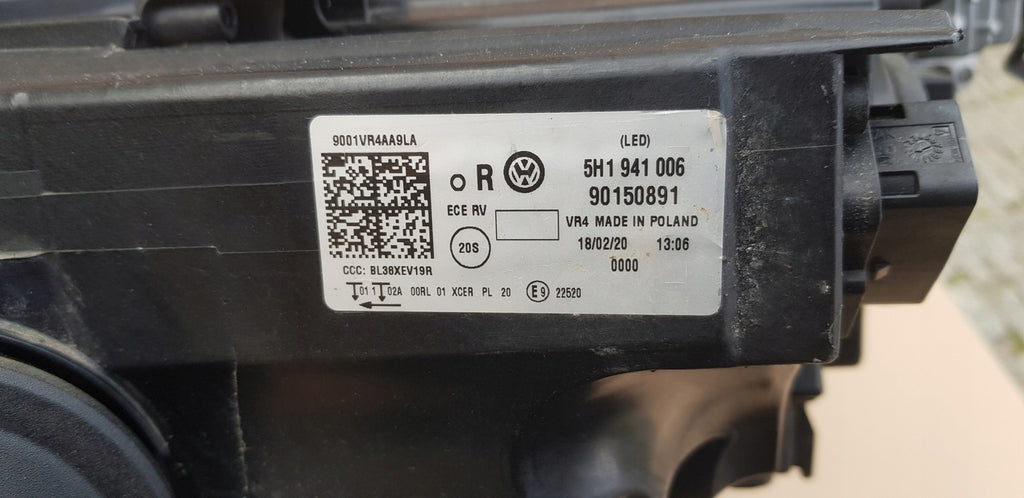 9001VR4AA9LA
(LED)
R
5H1 941 006
90150891
ECE RV
VR4 MADE IN POLAND
20S
18/02/20 13:06
0000
CCC: BL38XEV19R
01 1 02A 00RL 01 XCER PL 20 E9 22520